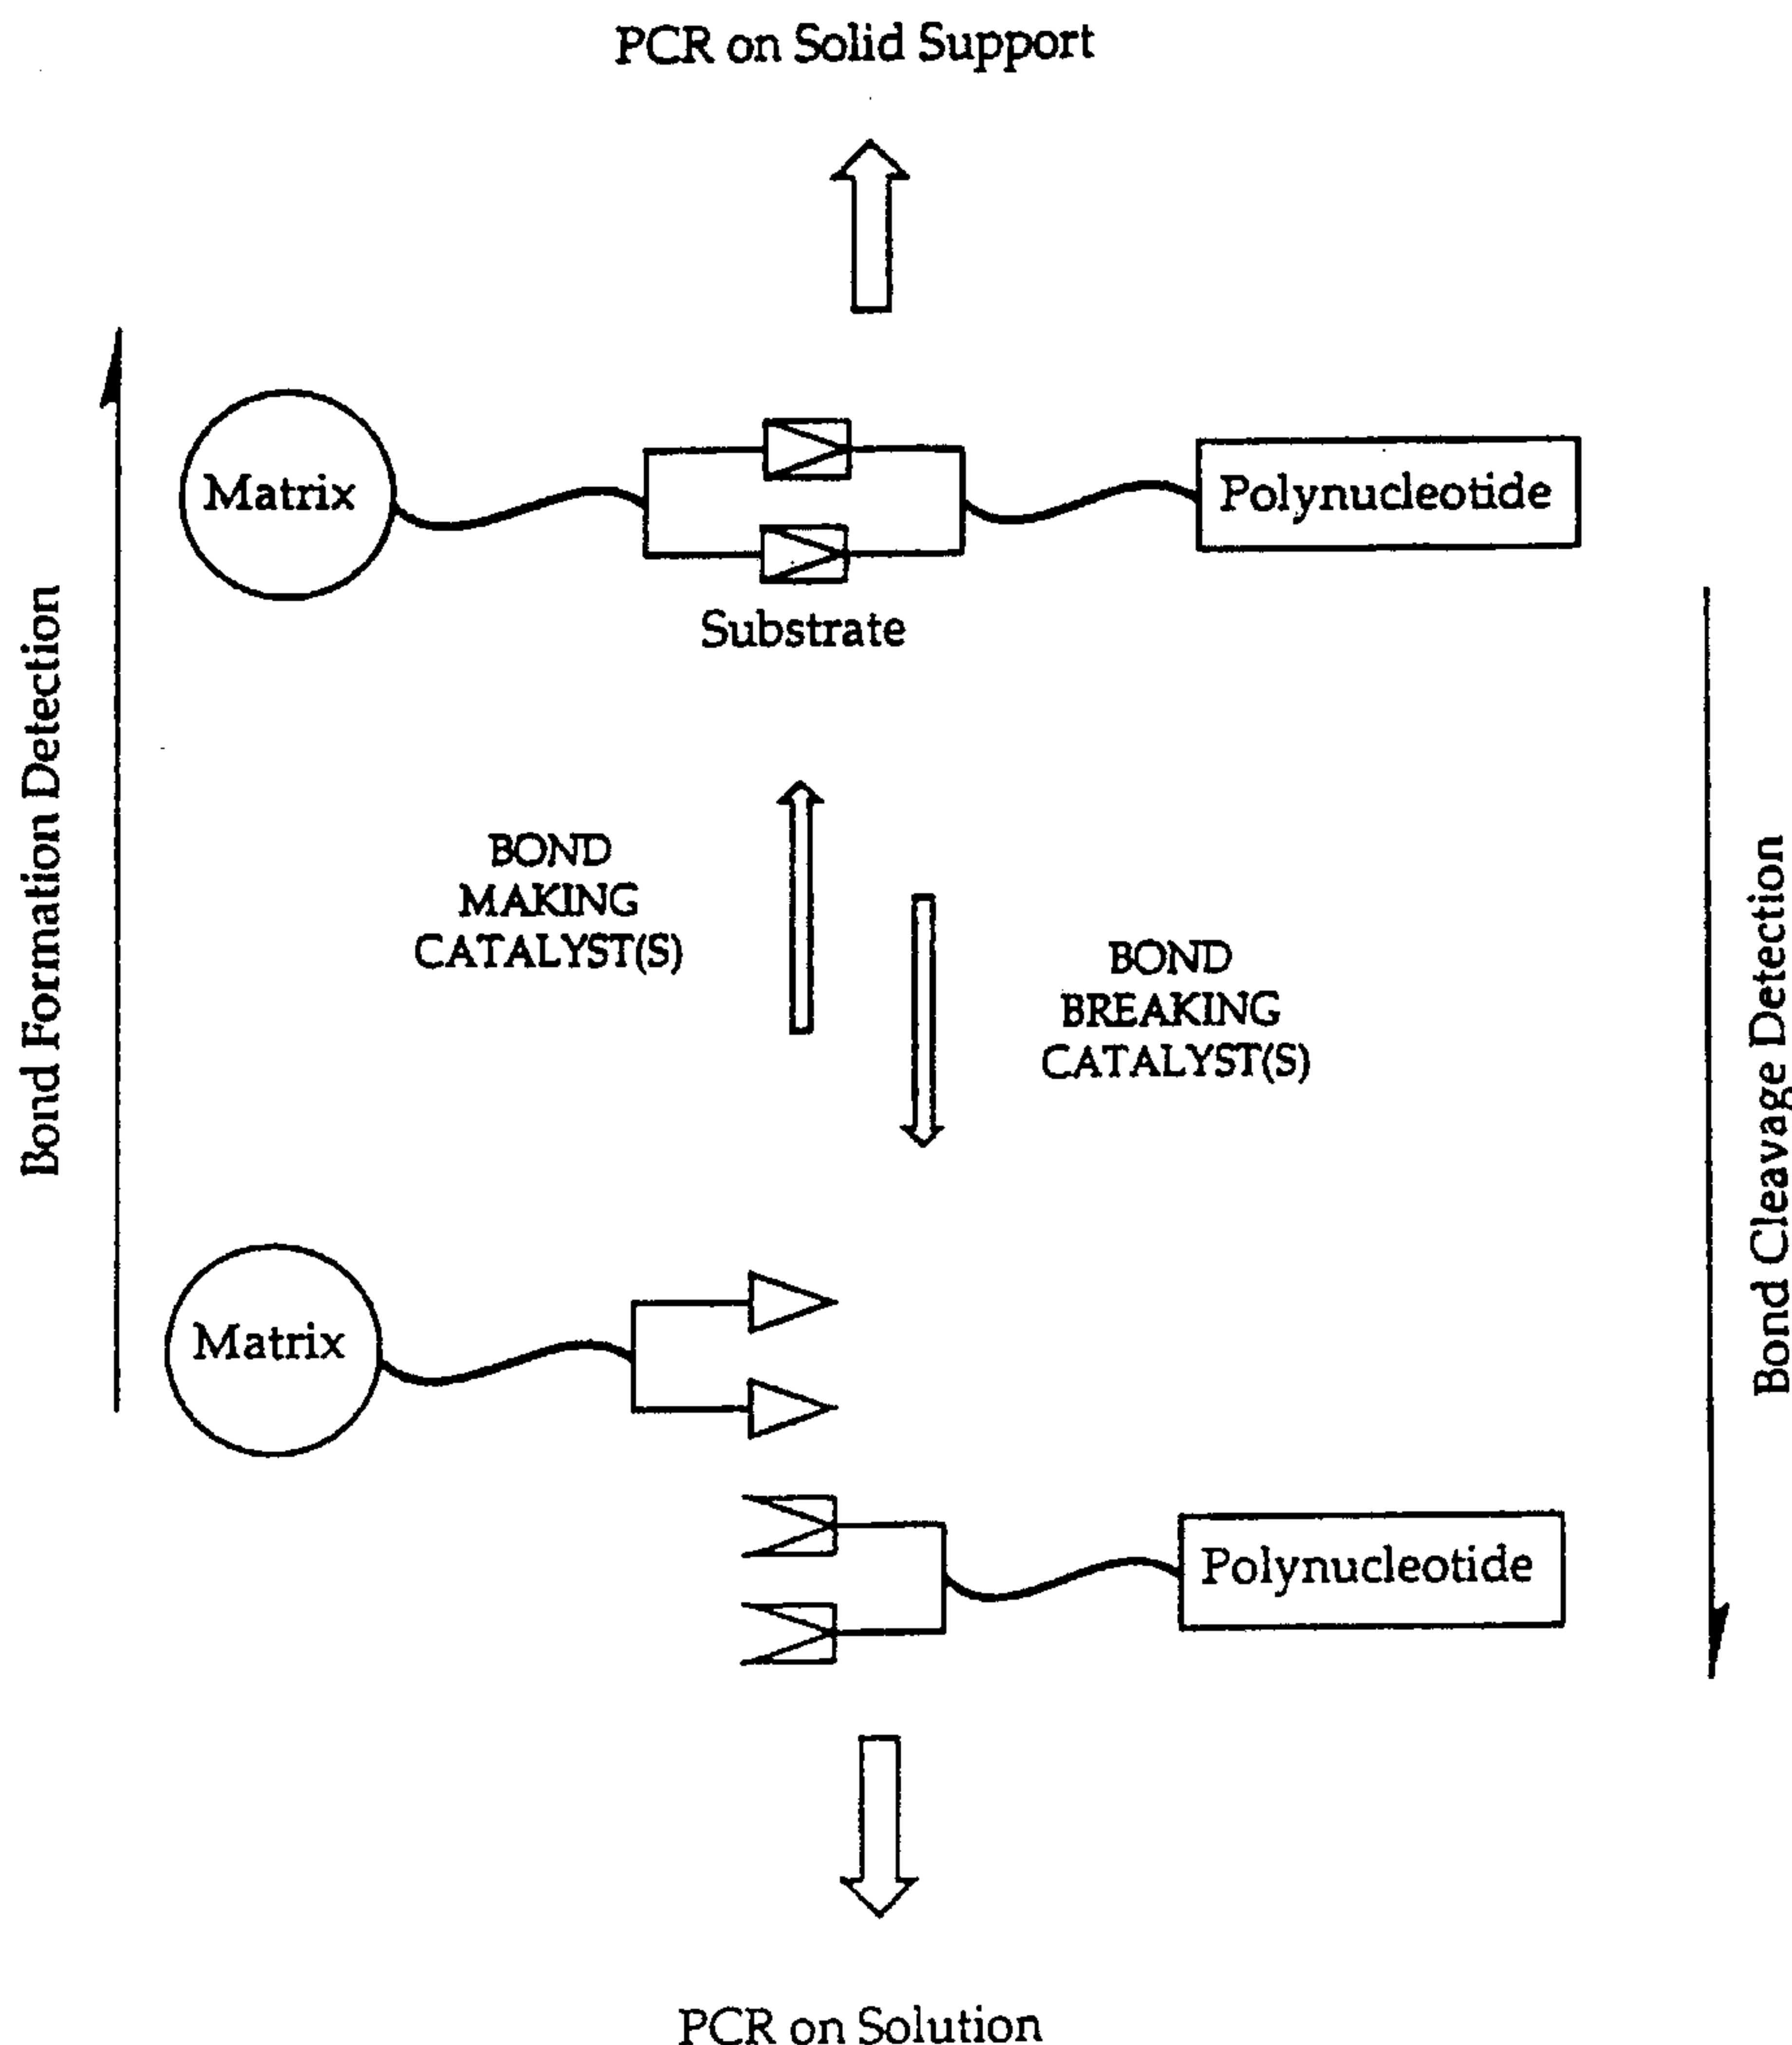 PCR on Solid Support
Matrix
Polynucleotide
Substrate
Bond Formation Detection
BOND
MAKING
CATALYST(S)
BOND
BREAKING
CATALYST(S)
Bond Cleavage Detection
Matrix
Polynucleotide
PCR on Solution